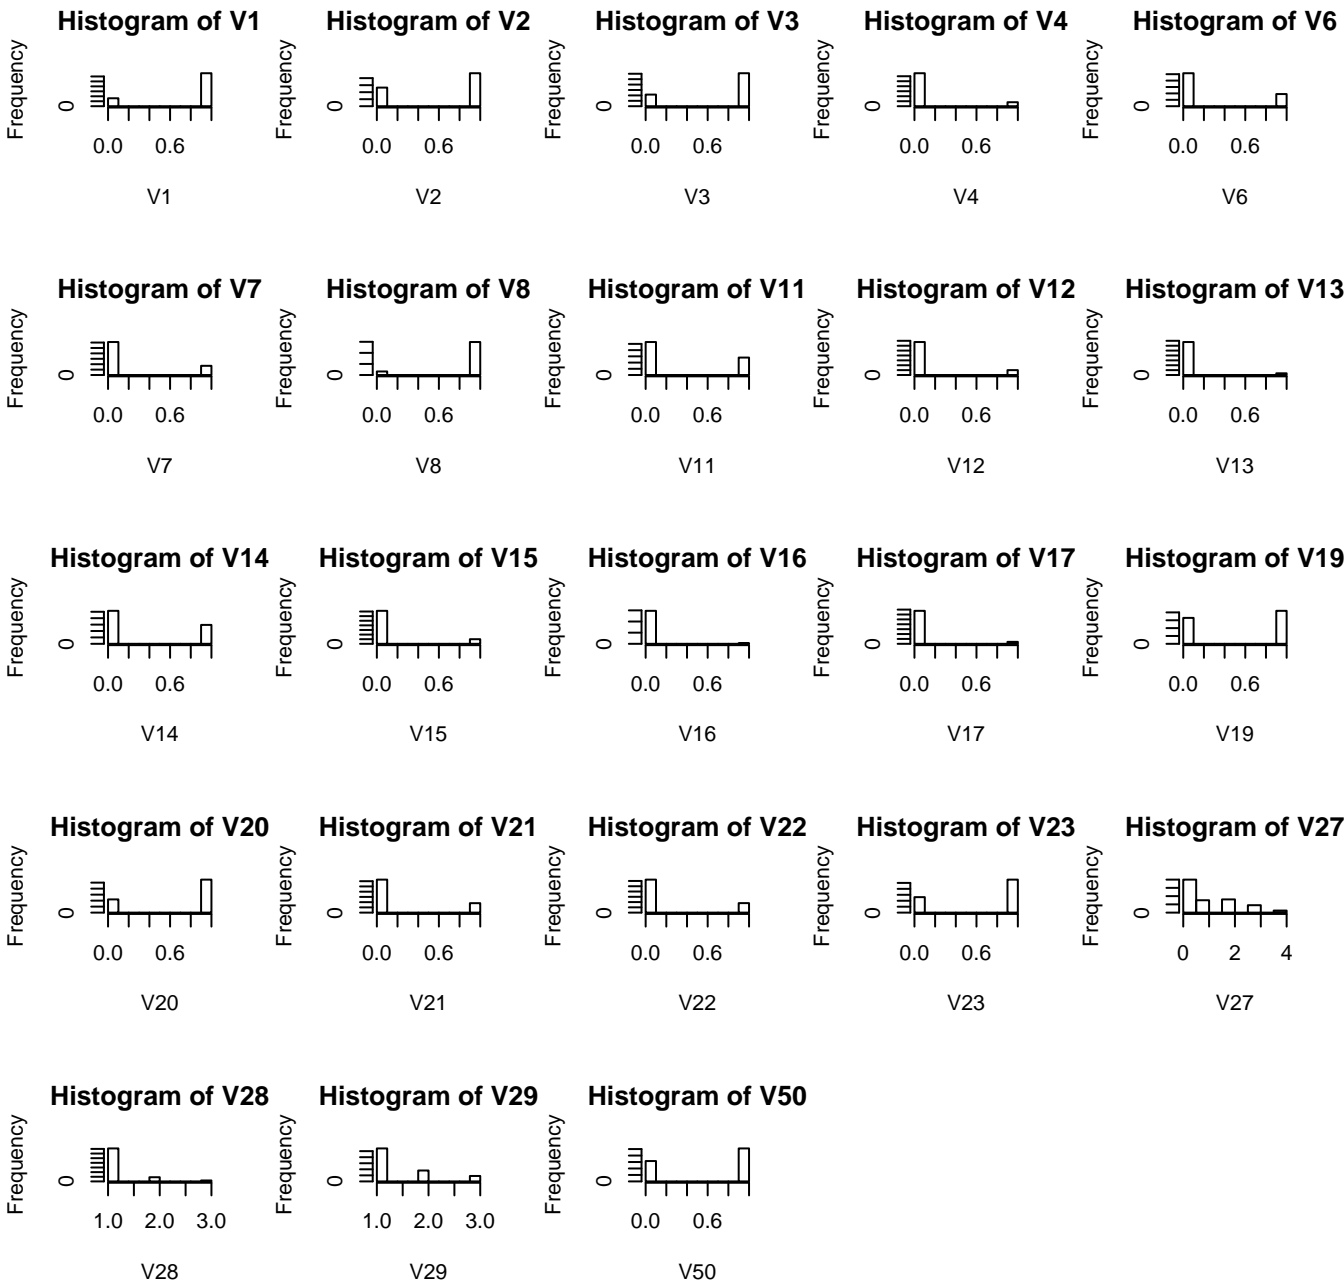 Histogram of V1
Frequency
0
0.0 0.6
V1
Histogram of V2
Frequency
0
0.0 0.6
V2
Histogram of V3
Frequency
0
0.0 0.6
V3
Histogram of V4
Frequency
0
0.0 0.6
V4
Histogram of V6
Frequency
0
0.0 0.6
V6
Histogram of V7
Frequency
0
0.0 0.6
V7
Histogram of V8
Frequency
0
0.0 0.6
V8
Histogram of V11
Frequency
0
0.0 0.6
V11
Histogram of V12
Frequency
0
0.0 0.6
V12
Histogram of V13
Frequency
0
0.0 0.6
V13
Histogram of V14
Frequency
0
0.0 0.6
V14
Histogram of V15
Frequency
0
0.0 0.6
V15
Histogram of V16
Frequency
0
0.0 0.6
V16
Histogram of V17
Frequency
0
0.0 0.6
V17
Histogram of V19
Frequency
0
0.0 0.6
V19
Histogram of V20
Frequency
0
0.0 0.6
V20
Histogram of V21
Frequency
0
0.0 0.6
V21
Histogram of V22
Frequency
0
0.0 0.6
V22
Histogram of V23
Frequency
0
0.0 0.6
V23
Histogram of V27
Frequency
0
0 2 4
V27
Histogram of V28
Frequency
0
1.0 2.0 3.0
V28
Histogram of V29
Frequency
0
1.0 2.0 3.0
V29
Histogram of V50
Frequency
0
0.0 0.6
V50